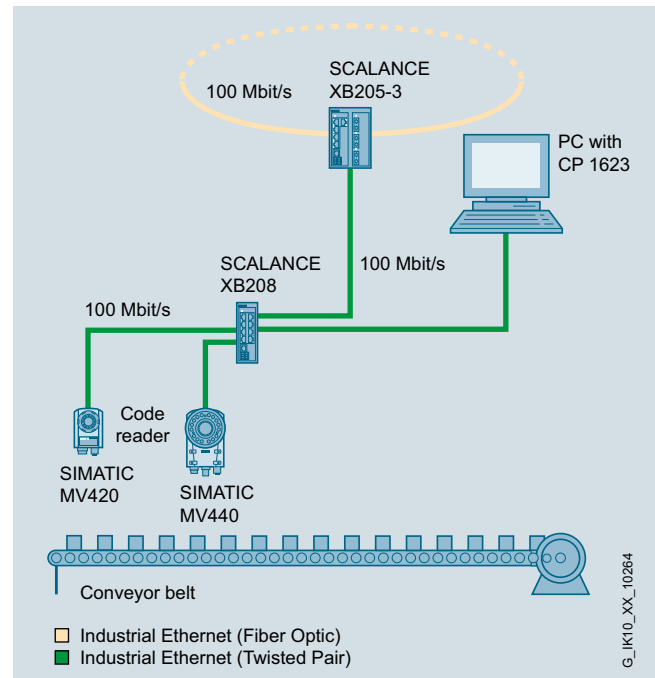 SCALANCE
XB205-3
100 Mbit/s
PC with
CP 1623
SCALANCE
XB208
100 Mbit/s
100 Mbit/s
Code
reader
SIMATIC
MV420
SIMATIC
MV440
Conveyor belt
Industrial Ethernet (Fiber Optic)
Industrial Ethernet (Twisted Pair)
G_IK10_XX_10264